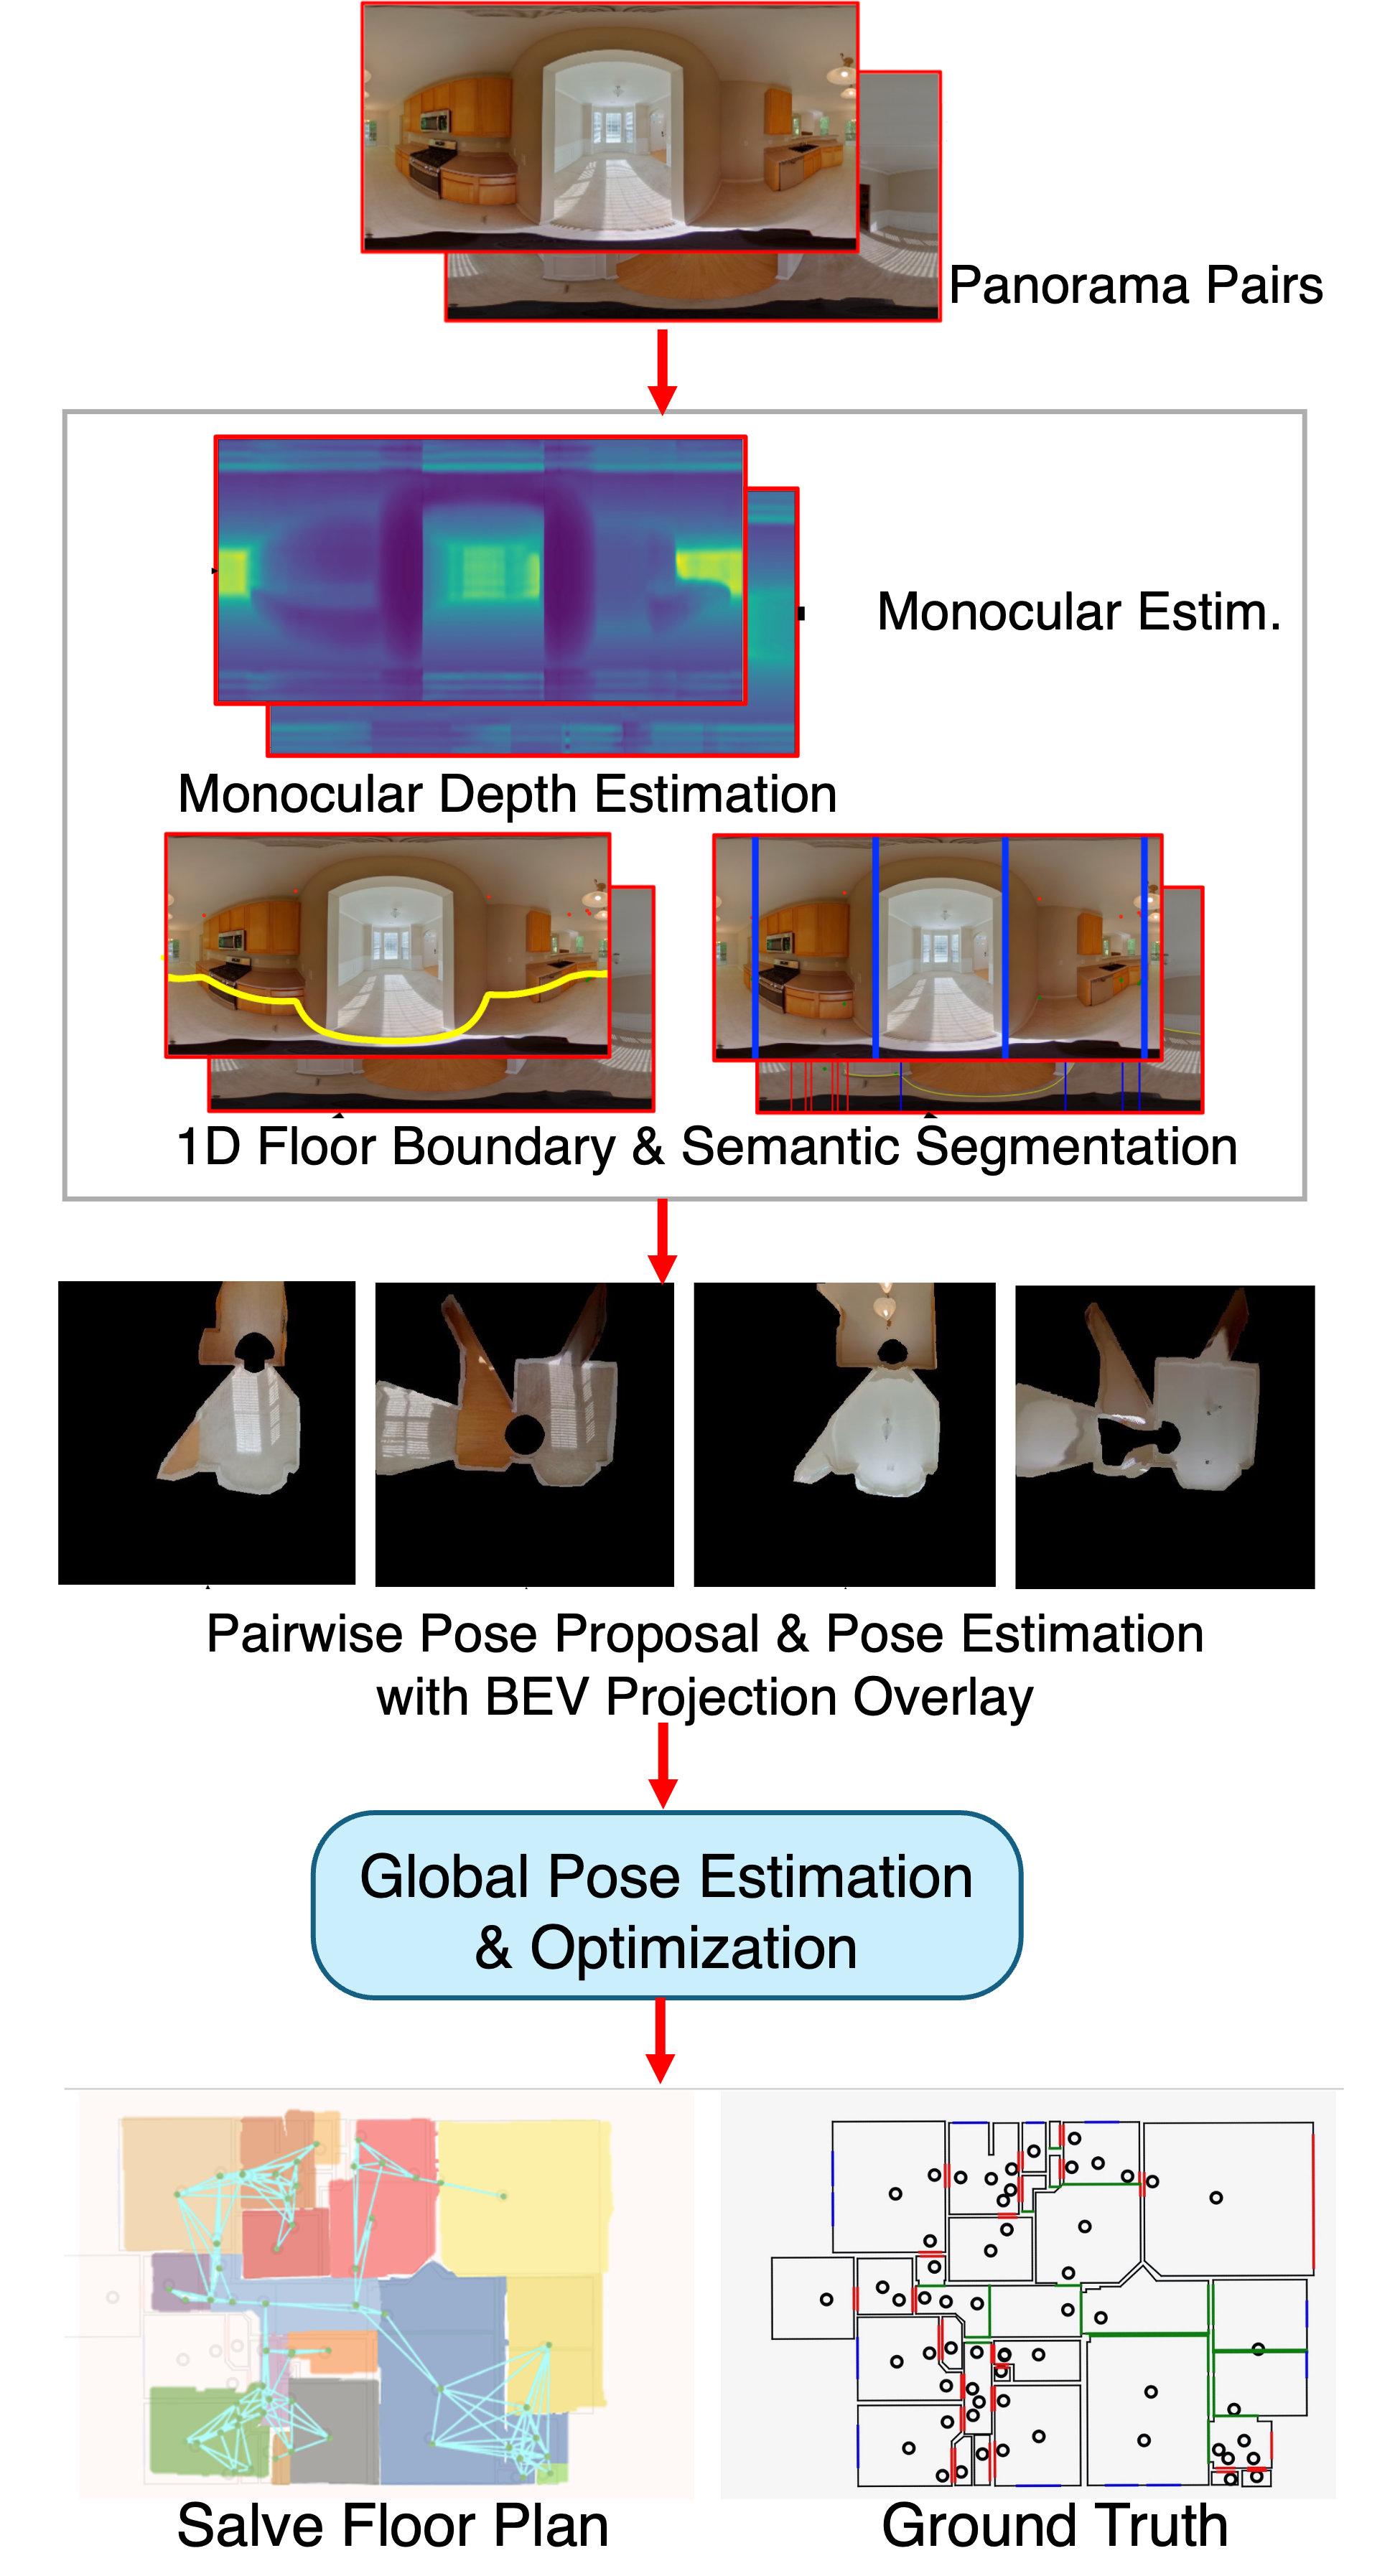 Panorama Pairs
Monocular Estim.
Monocular Depth Estimation
1D Floor Boundary & Semantic Segmentation
Pairwise Pose Proposal & Pose Estimation
with BEV Projection Overlay
Global Pose Estimation
& Optimization
Salve Floor Plan
Ground Truth